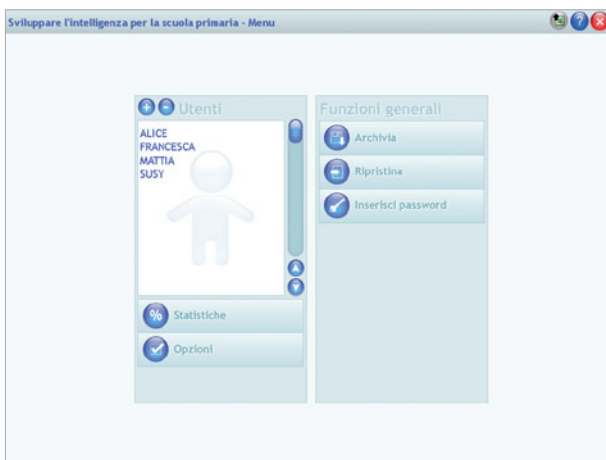 Sviluppare l'intelligenza per la scuola primaria - Menu
Utenti
ALICE
FRANCESCA
MATTIA
SUSY
% Statistiche
Opzioni
Funzioni generali
Archivia
Ripristina
Inserisci password